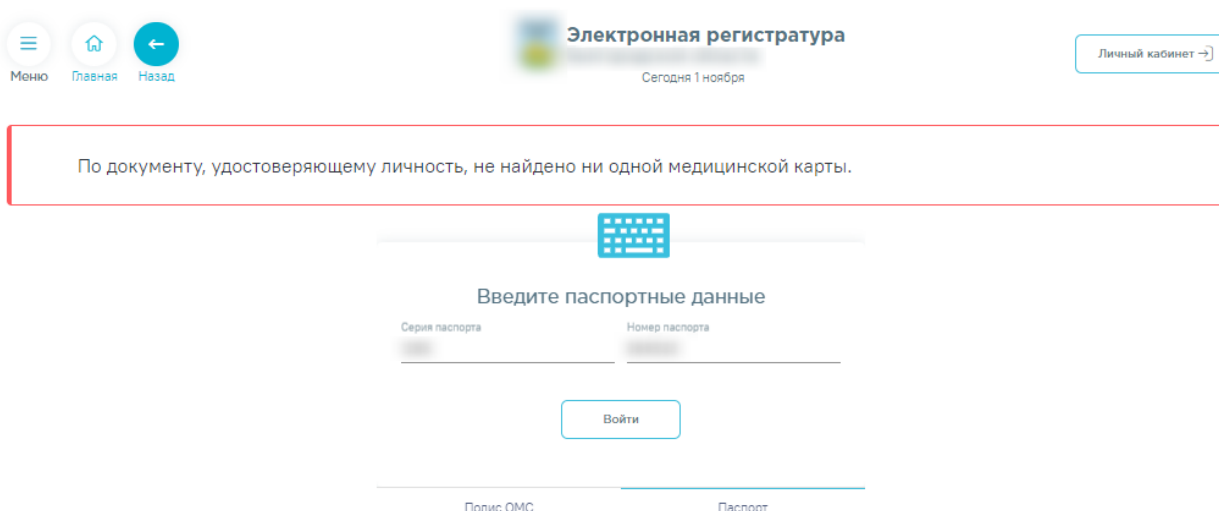 Электронная регистратура
Сегодня 1 ноября
Меню
Главная
Назад
Личный кабинет
По документу, удостоверяющему личность, не найдено ни одной медицинской карты.
Введите паспортные данные
Серия паспорта
Номер паспорта
Войти
Полис ОМС
Паспорт